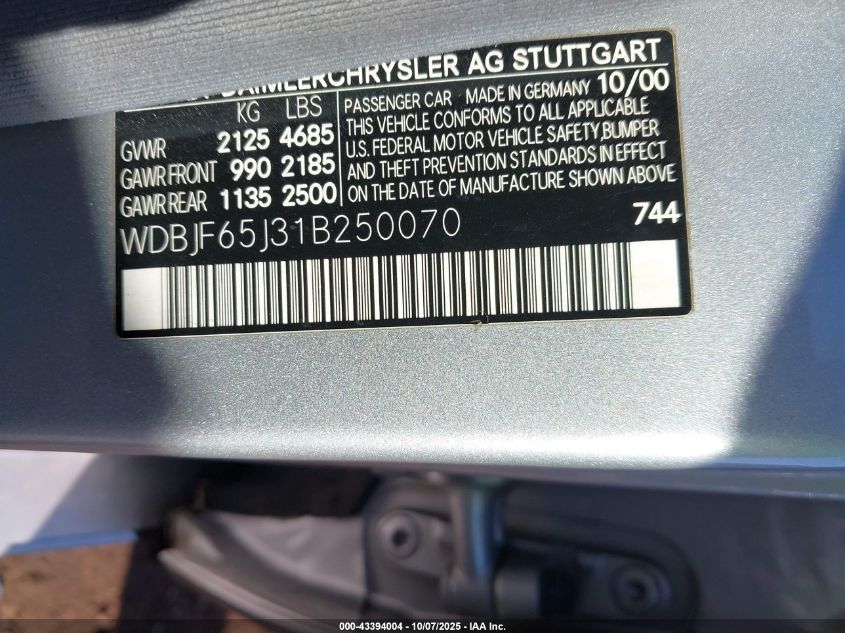 DAIMLERCHRYSLER AG STUTTGART
10/00
KG LBS
GVWR 2125 4685
GAWR FRONT 990 2185
GAWR REAR 1135 2500
PASSENGER CAR MADE IN GERMANY
THIS VEHICLE CONFORMS TO ALL APPLICABLE
U.S. FEDERAL MOTOR VEHICLE SAFETY BUMPER
AND THEFT PREVENTION STANDARDS IN EFFECT
ON THE DATE OF MANUFACTURE SHOWN ABOVE
WDBJF65J31B250070
744
000-43394004 - 10/07/2025 - IAA Inc.